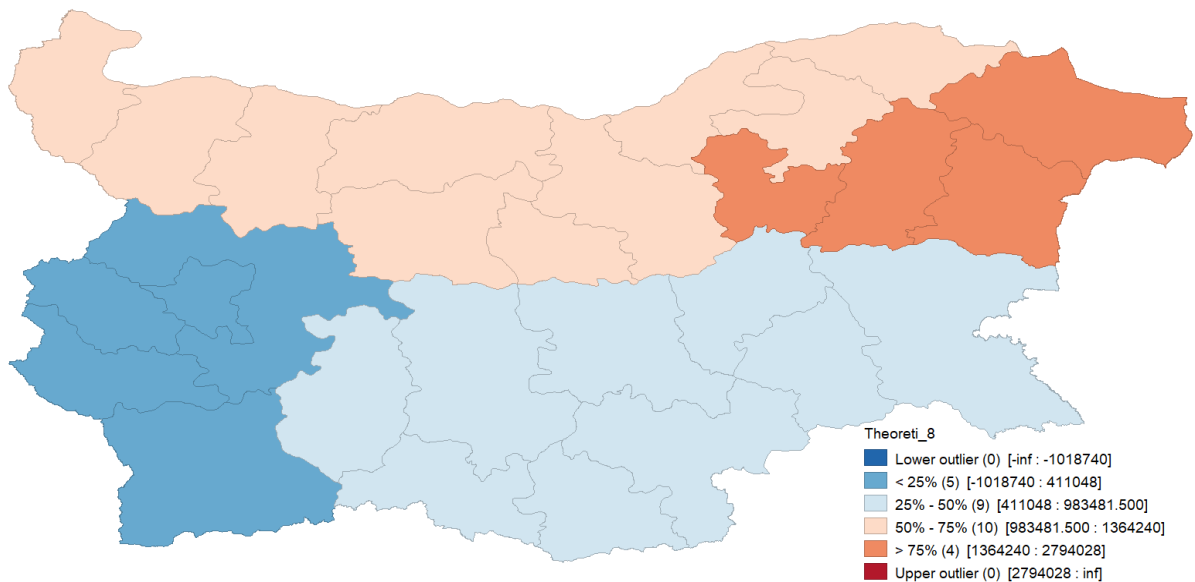 Theoreti_8
Lower outlier (0) [-inf : -1018740]
< 25% (5) [-1018740 : 411048]
25% - 50% (9) [411048 : 983481.500]
50% - 75% (10) [983481.500 : 1364240]
> 75% (4) [1364240 : 2794028]
Upper outlier (0) [2794028 : inf]